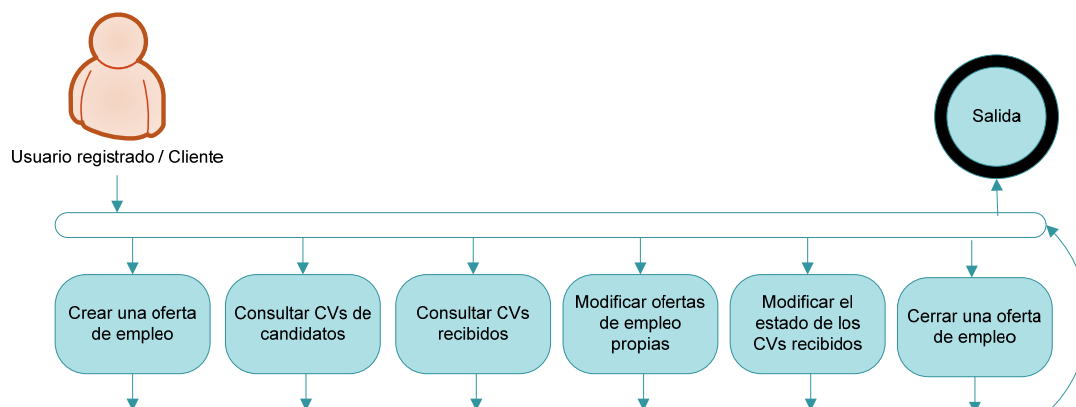 Salida
Usuario registrado / Cliente
Crear una oferta
de empleo
Consultar CVs de
candidatos
Consultar CVs
recibidos
Modificar ofertas
de empleo
propias
Modificar el
estado de los
CVs recibidos
Cerrar una oferta
de empleo